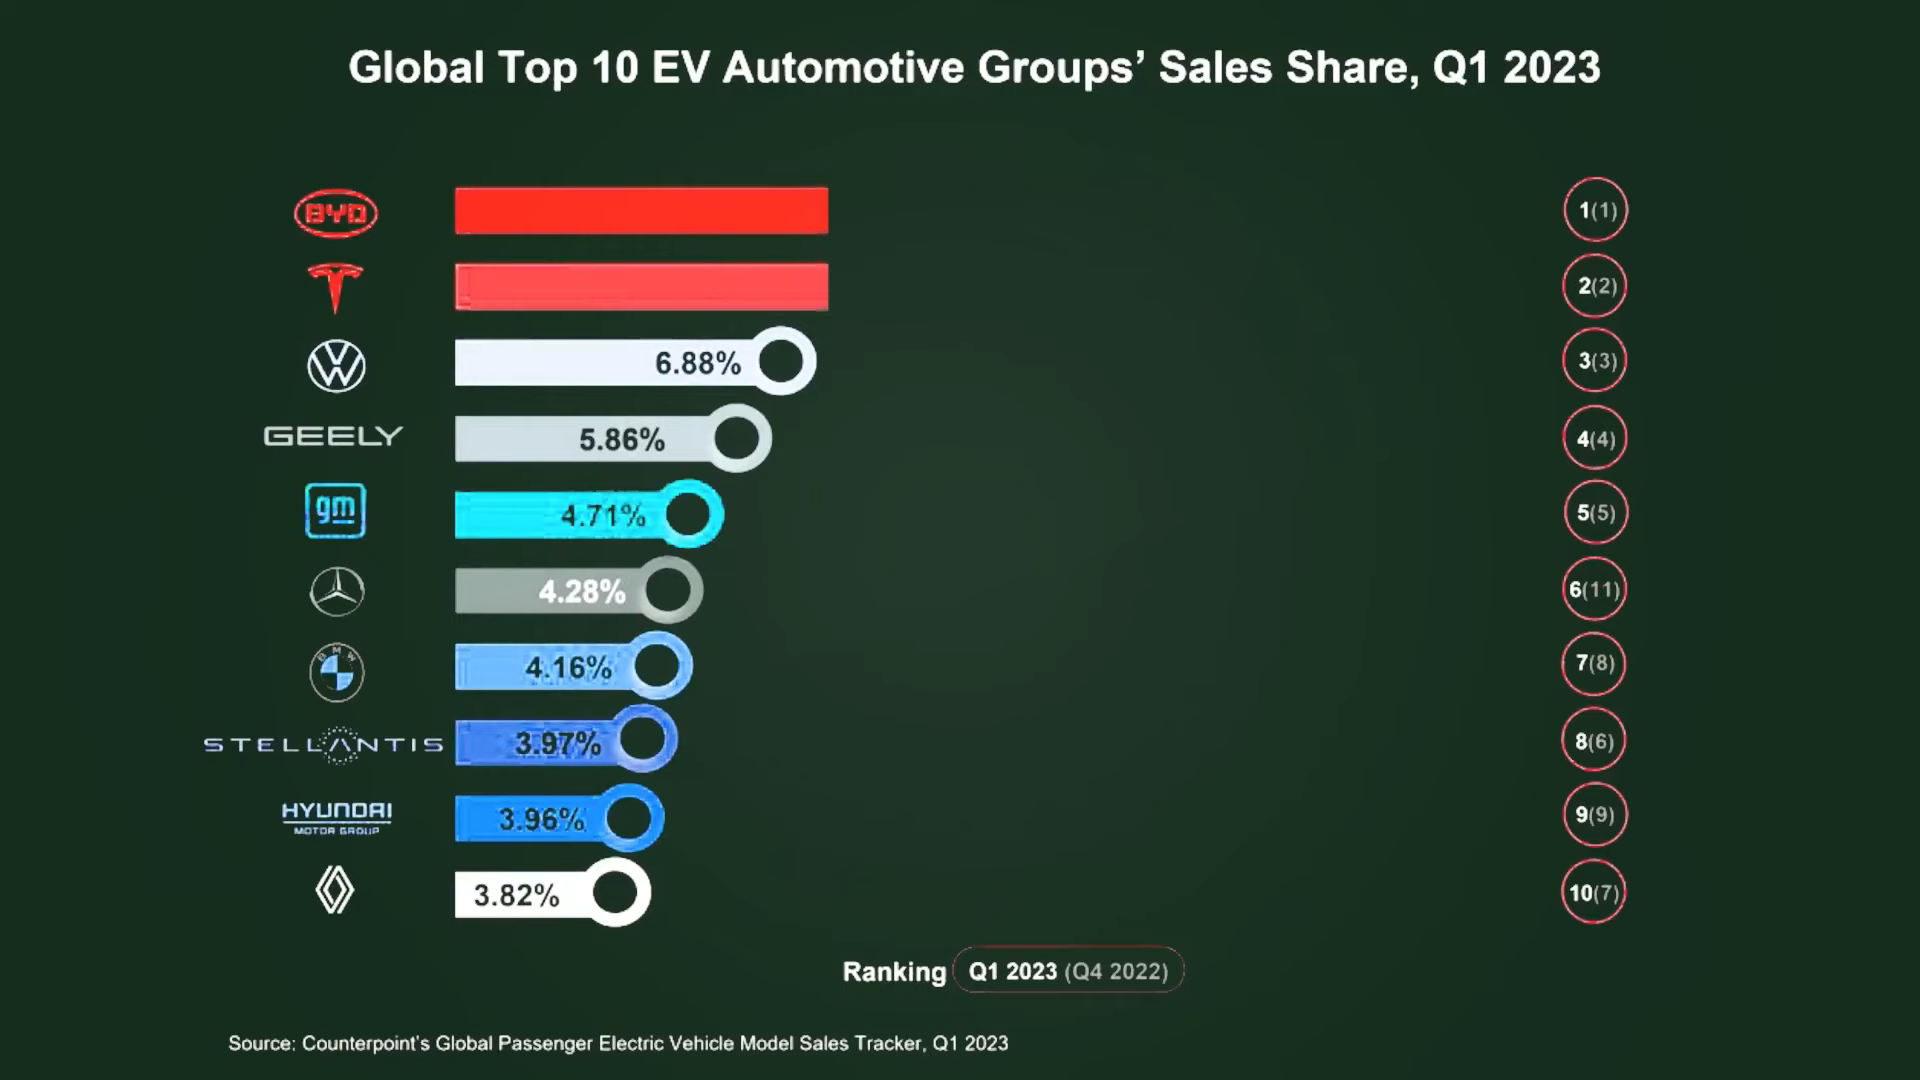 Global Top 10 EV Automotive Groups’ Sales Share, Q1 2023
BYD
1(1)
2(2)
6.88%
3(3)
GEELY
5.86%
4(4)
gm
4.71%
5(5)
4.28%
6(11)
BMW
4.16%
7(8)
STELLANTIS
3.97%
8(6)
HYUNDAI
MOTOR GROUP
3.96%
9(9)
3.82%
10(7)
Ranking Q1 2023 (Q4 2022)
Source: Counterpoint's Global Passenger Electric Vehicle Model Sales Tracker, Q1 2023